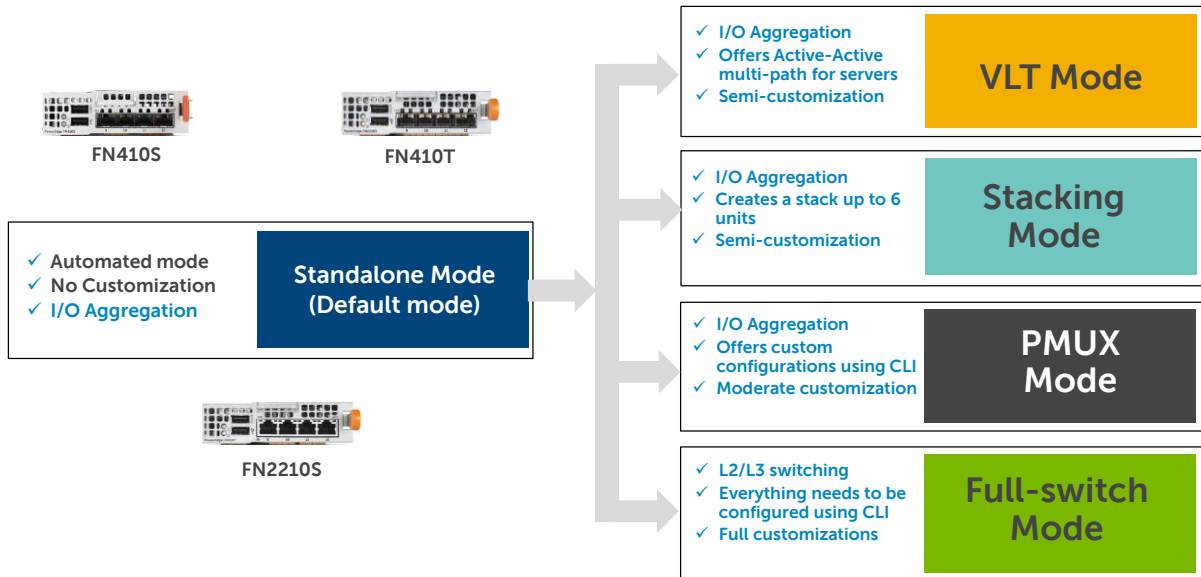 FN410S
FN410T
✓ Automated mode
✓ No Customization
✓ I/O Aggregation
Standalone Mode
(Default mode)
FN2210S
✓ I/O Aggregation
✓ Offers Active-Active
multi-path for servers
✓ Semi-customization
VLT Mode
✓ I/O Aggregation
✓ Creates a stack up to 6
units
✓ Semi-customization
Stacking
Mode
✓ I/O Aggregation
✓ Offers custom
configurations using CLI
✓ Moderate customization
PMUX
Mode
✓ L2/L3 switching
✓ Everything needs to be
configured using CLI
✓ Full customizations
Full-switch
Mode